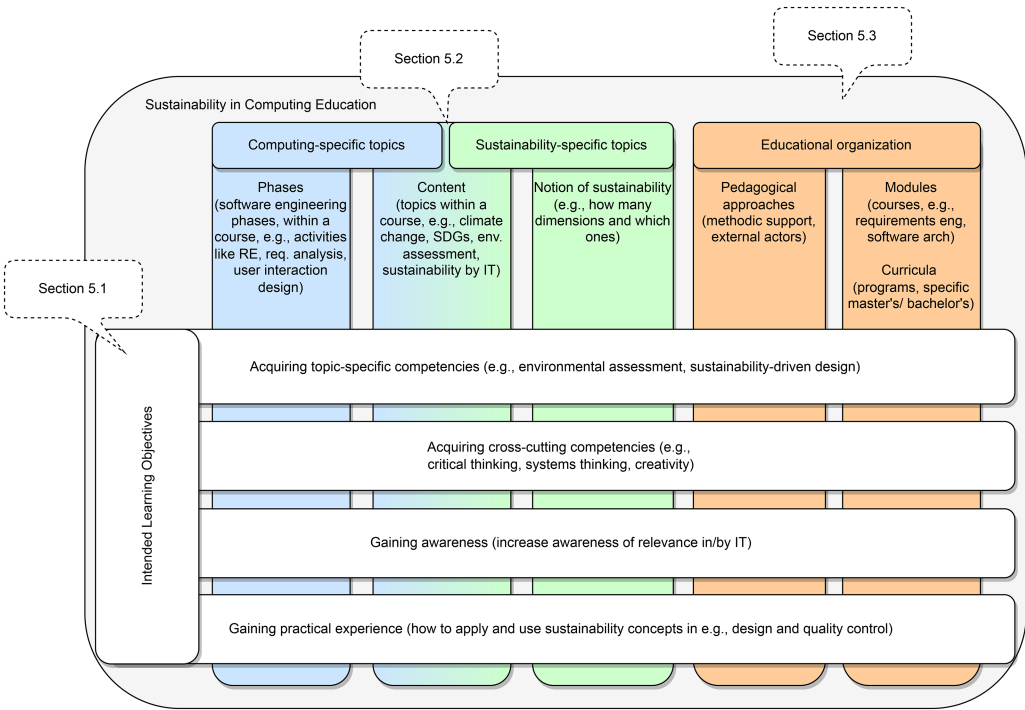 Section 5.3
Section 5.2
Sustainability in Computing Education
Computing-specific topics
Sustainability-specific topics
Educational organization
Phases
(software engineering
phases, within a
course, e.g., activities
like RE, req. analysis,
user interaction
design)
Content
(topics within a
course, e.g., climate
change, SDGs, env.
assessment,
sustainability by IT)
Notion of sustainability
(e.g., how many
dimensions and which
ones)
Pedagogical
approaches
(methodic support,
external actors)
Modules
(courses, e.g.,
requirements eng,
software arch)
Curricula
(programs, specific
master's/ bachelor's)
Section 5.1
Intended Learning Objectives
Acquiring topic-specific competencies (e.g., environmental assessment, sustainability-driven design)
Acquiring cross-cutting competencies (e.g.,
critical thinking, systems thinking, creativity)
Gaining awareness (increase awareness of relevance in/by IT)
Gaining practical experience (how to apply and use sustainability concepts in e.g., design and quality control)